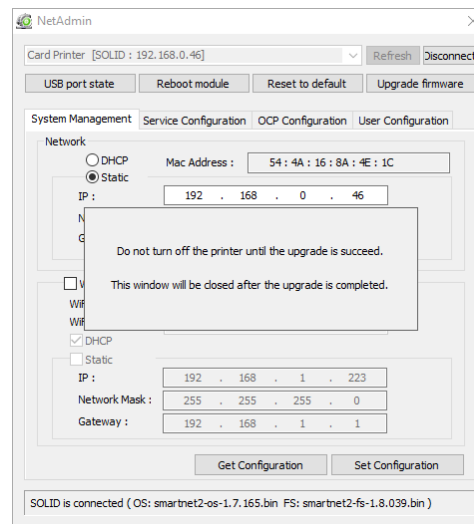 NetAdmin
Card Printer [SOLID : 192.168.0.46] Refresh Disconnect
USB port state Reboot module Reset to default Upgrade firmware
System Management Service Configuration OCP Configuration User Configuration
Network
DHCP Mac Address : 54 : 4A : 16 : 8A : 4E : 1C
Static
IP : 192 . 168 . 0 . 46
Do not turn off the printer until the upgrade is succeed.
This window will be closed after the upgrade is completed.
DHCP
Static
IP : 192 . 168 . 1 . 223
Network Mask : 255 . 255 . 255 . 0
Gateway : 192 . 168 . 1 . 1
Get Configuration Set Configuration
SOLID is connected ( OS: smartnet2-os-1.7.165.bin FS: smartnet2-fs-1.8.039.bin )